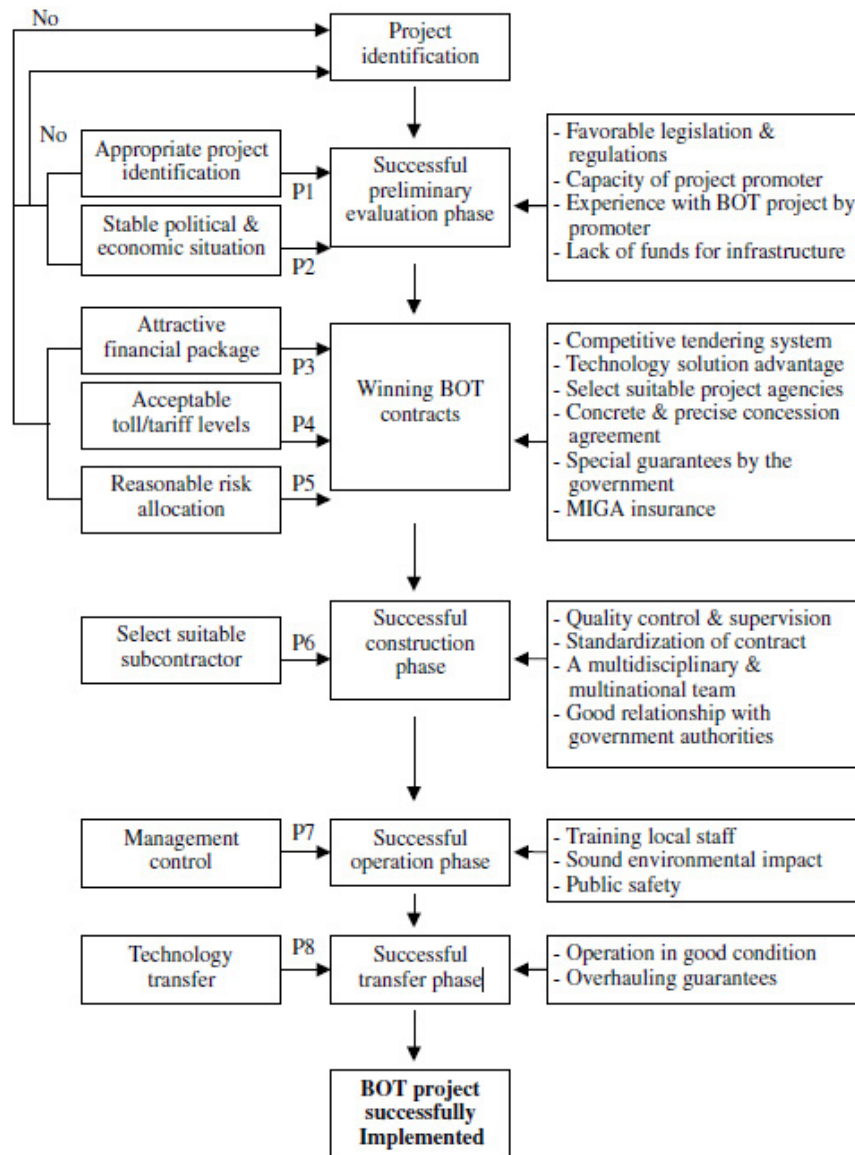 No
Project
identification
No
Appropriate project
identification
P1
Stable political &
economic situation
P2
Successful
preliminary
evaluation phase
- Favorable legislation &
regulations
- Capacity of project promoter
- Experience with BOT project by
promoter
- Lack of funds for infrastructure
Attractive
financial package
P3
Acceptable
toll/tariff levels
P4
Reasonable risk
allocation
P5
Winning BOT
contracts
- Competitive tendering system
- Technology solution advantage
- Select suitable project agencies
- Concrete & precise concession
agreement
- Special guarantees by the
government
- MIGA insurance
Select suitable
subcontractor
P6
Successful
construction
phase
- Quality control & supervision
- Standardization of contract
- A multidisciplinary &
multinational team
- Good relationship with
government authorities
Management
control
P7
Successful
operation phase
- Training local staff
- Sound environmental impact
- Public safety
Technology
transfer
P8
Successful
transfer phase
- Operation in good condition
- Overhauling guarantees
BOT project
successfully
Implemented